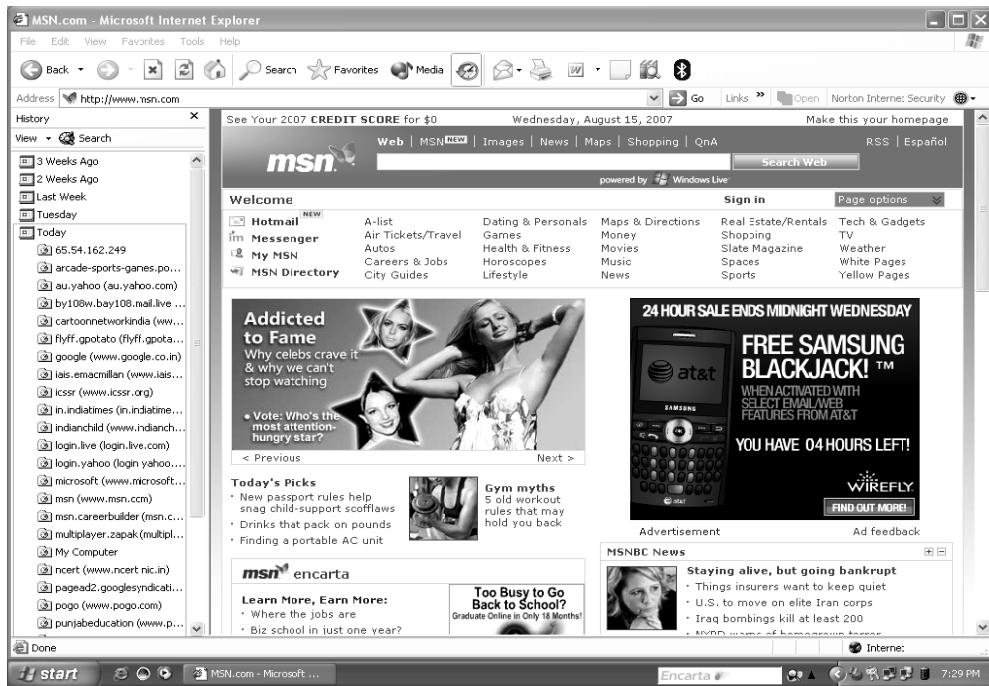 MSN.com - Microsoft Internet Explorer
File Edit View Favorites Tools Help
Back Search Favorites Media
Address http://www.msn.com Go Links » Open Norton Interne: Security
History ×
View Search
3 Weeks Ago
2 Weeks Ago
Last Week
Tuesday
Today
65.54.162.249
arcade-sports-ganes.po...
au.yahoo (au.yahoo.com)
by108w.bay108.mail.live ...
cartoonnetworkindia (ww...
flyff.gpotato (flyff.gpota...
google (www.google.co.in)
iais.emacmillan (www.iais...
icssr (www.icssr.org)
in.indiatimes (in.indiatime...
indianchild (www.indianch...
login.live (login.live.com)
login.yahoo (login yahoo....
microsoft (www.microsoft...
msn (www.msn.ccm)
msn.careerbuilder (msn.c...
multiplayer.zapak (multipl...
My Computer
ncert (www.ncert nic.in)
pagead2.googlesyndicati...
pogo (www.pogo.com)
punjabeducation (www.p...
See Your 2007 CREDIT SCORE for $0 Wednesday, August 15, 2007 Make this your homepage
Web | MSN NEW | Images | News | Maps | Shopping | QnA RSS | Español
msn Search Web
powered by Windows Live
Welcome Sign in Page options
Hotmail NEW A-list Dating & Personals Maps & Directions Real Estate/Rentals Tech & Gadgets
Messenger Air Tickets/Travel Games Money Shopping TV
My MSN Autos Health & Fitness Movies Slate Magazine Weather
MSN Directory Careers & Jobs Horoscopes Music Spaces White Pages
City Guides Lifestyle News Sports Yellow Pages
Addicted
to Fame
Why celebs crave it
& why we can't
stop watching
• Vote: Who's the
most attention-
hungry star?
< Previous Next >
24 HOUR SALE ENDS MIDNIGHT WEDNESDAY
FREE SAMSUNG
BLACKJACK! ™
WHEN ACTIVATED WITH
SELECT EMAIL/WEB
FEATURES FROM AT&T
at&t
SAMSUNG
YOU HAVE 04 HOURS LEFT!
WIREFLY
FIND OUT MORE!
Advertisement Ad feedback
Today's Picks
· New passport rules help
snag child-support scofflaws
· Drinks that pack on pounds
· Finding a portable AC unit
Gym myths
5 old workout
rules that may
hold you back
msn encarta
Learn More, Earn More:
· Where the jobs are
· Biz school in just one year?
Too Busy to Go
Back to School?
Graduate Online in Only 18 Months!
MSNBC News
Staying alive, but going bankrupt
· Things insurers want to keep quiet
· U.S. to move on elite Iran corps
· Iraq bombings kill at least 200
· NYPD warns of homegrown terror
Done Interne:
start MSN.com - Microsoft ... Encarta 7:29 PM